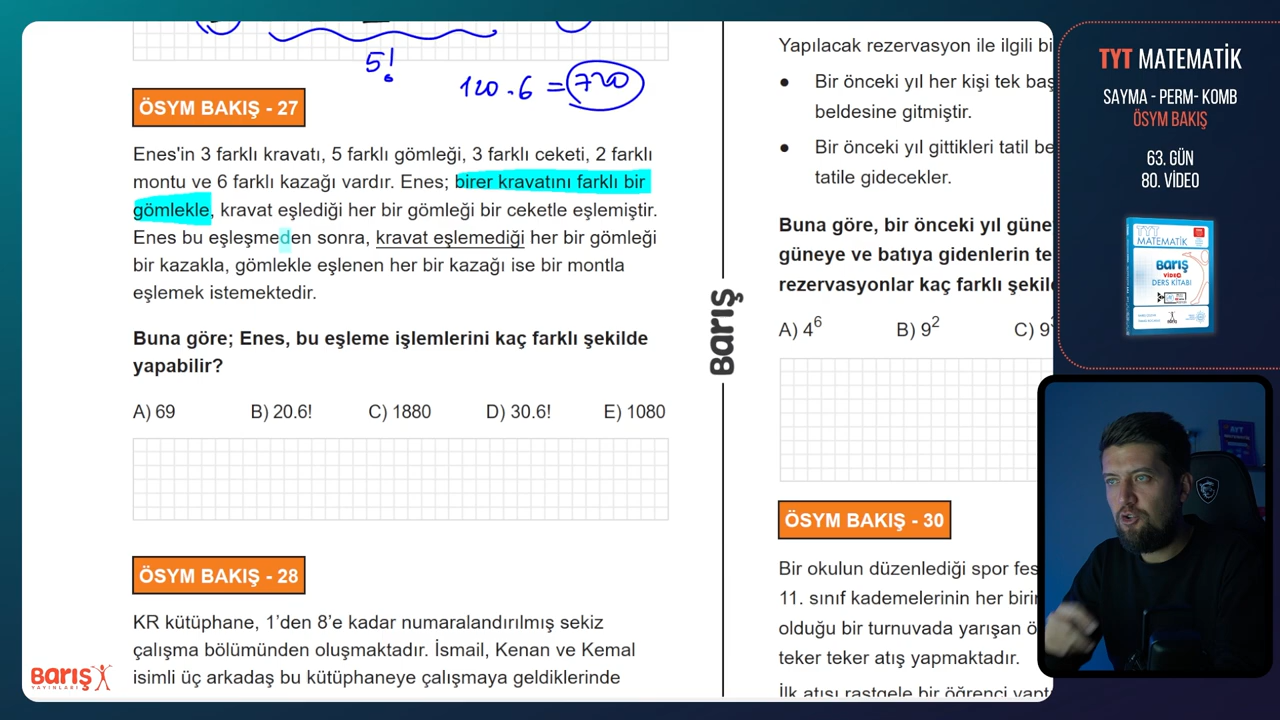 5!
120.6 = 720
ÖSYM BAKIŞ - 27
Enes'in 3 farklı kravatı, 5 farklı gömleği, 3 farklı ceketi, 2 farklı
montu ve 6 farklı kazağı vardır. Enes; birer kravatını farklı bir
gömlekle, kravat eşlediği her bir gömleği bir ceketle eşlemiştir.
Enes bu eşleşmeden sonra, kravat eşlemediği her bir gömleği
bir kazakla, gömlekle eşlenen her bir kazağı ise bir montla
eşlemek istemektedir.
Buna göre; Enes, bu eşleme işlemlerini kaç farklı şekilde
yapabilir?
A) 69 B) 20.6! C) 1880 D) 30.6! E) 1080
ÖSYM BAKIŞ - 28
KR kütüphane, 1'den 8'e kadar numaralandırılmış sekiz
çalışma bölümünden oluşmaktadır. İsmail, Kenan ve Kemal
isimli üç arkadaş bu kütüphaneye çalışmaya geldiklerinde
BARIŞ
YAYINLARI
Barış
Yapılacak rezervasyon ile ilgili bi
● Bir önceki yıl her kişi tek baş
beldesine gitmiştir.
● Bir önceki yıl gittikleri tatil be
tatile gidecekler.
Buna göre, bir önceki yıl güne
güneye ve batıya gidenlerin te
rezervasyonlar kaç farklı şekil
A) 4⁶ B) 9² C) 9
ÖSYM BAKIŞ - 30
Bir okulun düzenlediği spor fes
11. sınıf kademelerinin her biri
olduğu bir turnuvada yarışan ö
teker teker atış yapmaktadır.
İlk atışı rastgele bir öğrenci yapt
TYT MATEMATİK
SAYMA - PERM- KOMB
ÖSYM BAKIŞ
63. GÜN
80. VİDEO
TYT
MATEMATİK
BARIŞ
VİDEO
DERS KİTABI